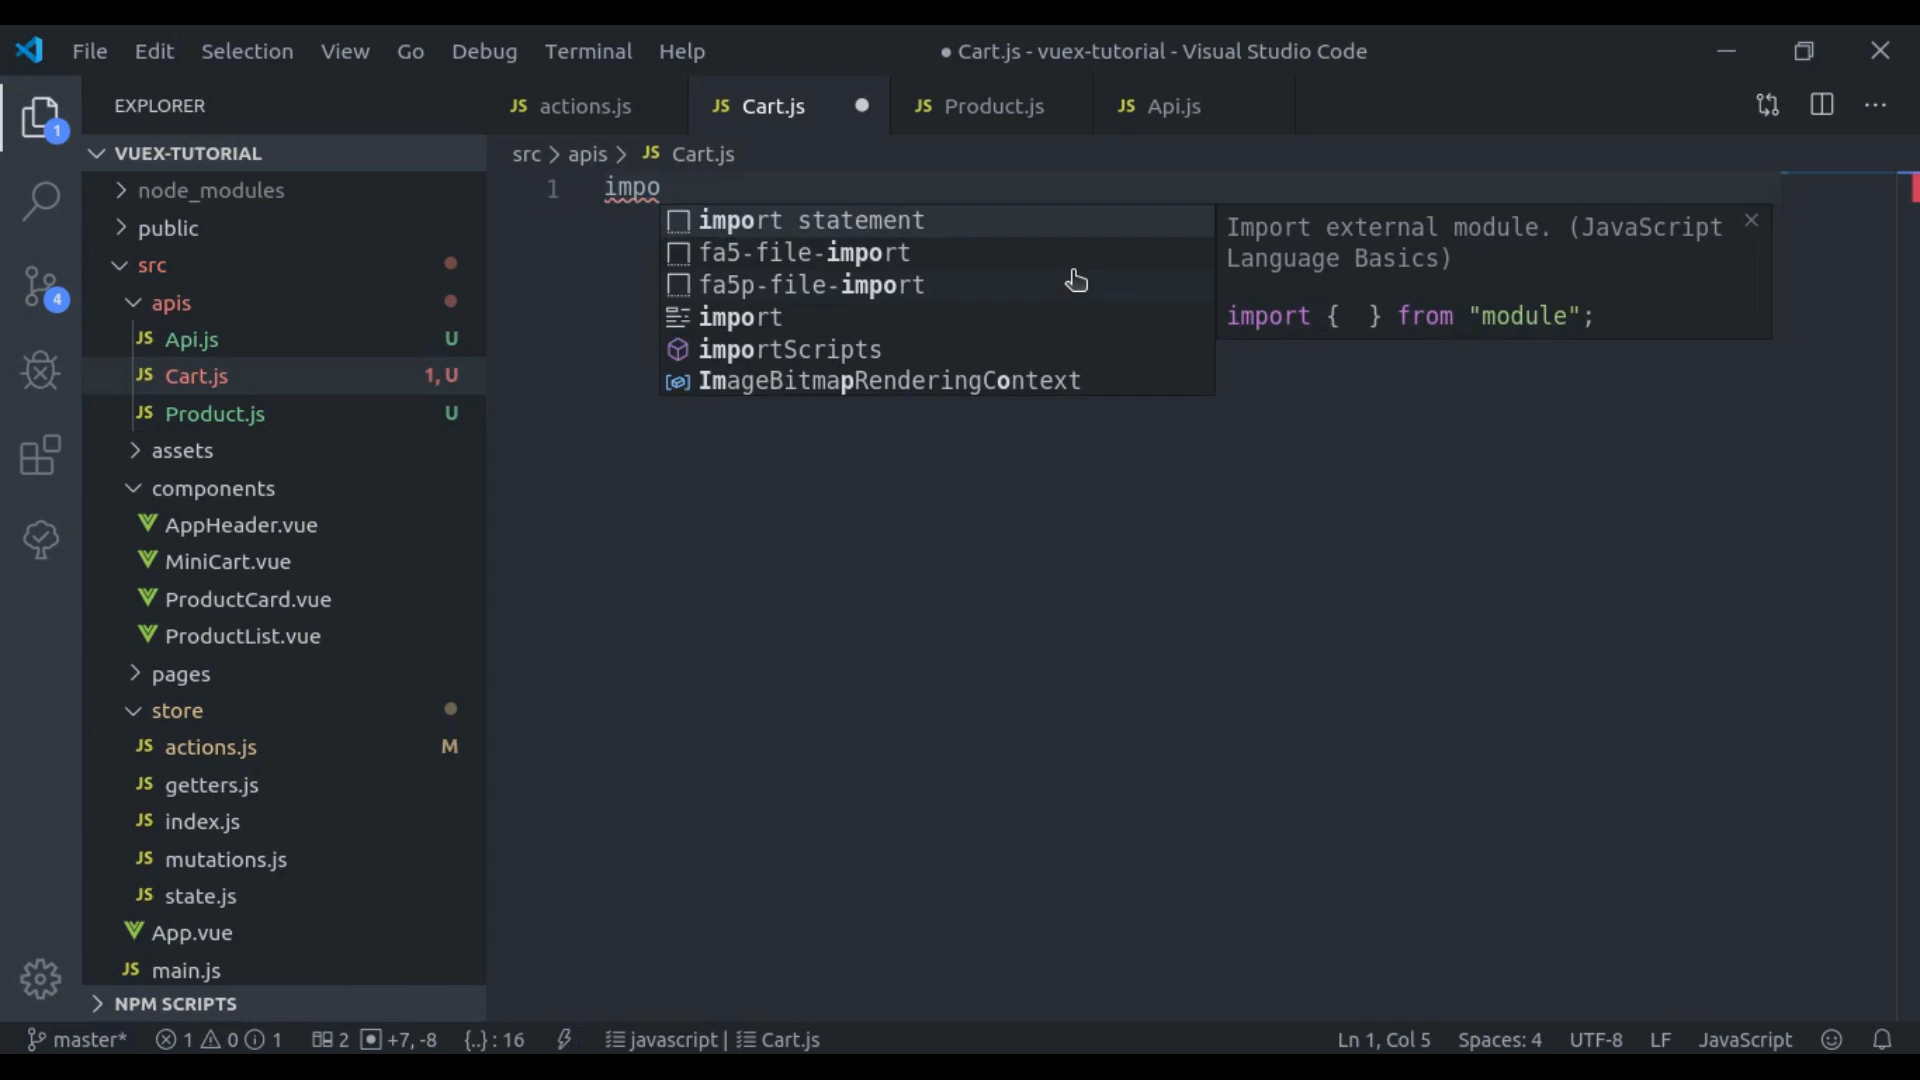 File Edit Selection View Go Debug Terminal Help
● Cart.js - vuex-tutorial - Visual Studio Code
EXPLORER
JS actions.js
JS Cart.js
JS Product.js
JS Api.js
1
4
VUEX-TUTORIAL
node_modules
public
src
apis
JS Api.js U
JS Cart.js 1, U
JS Product.js U
assets
components
AppHeader.vue
MiniCart.vue
ProductCard.vue
ProductList.vue
pages
store
JS actions.js M
JS getters.js
JS index.js
JS mutations.js
JS state.js
App.vue
JS main.js
NPM SCRIPTS
src > apis > JS Cart.js
1 impo
import statement
fa5-file-import
fa5p-file-import
import
importScripts
ImageBitmapRenderingContext
Import external module. (JavaScript
Language Basics)
import {  } from "module";
master* 1 0 1 2 +7, -8 {..} : 16 javascript | Cart.js
Ln 1, Col 5 Spaces: 4 UTF-8 LF JavaScript